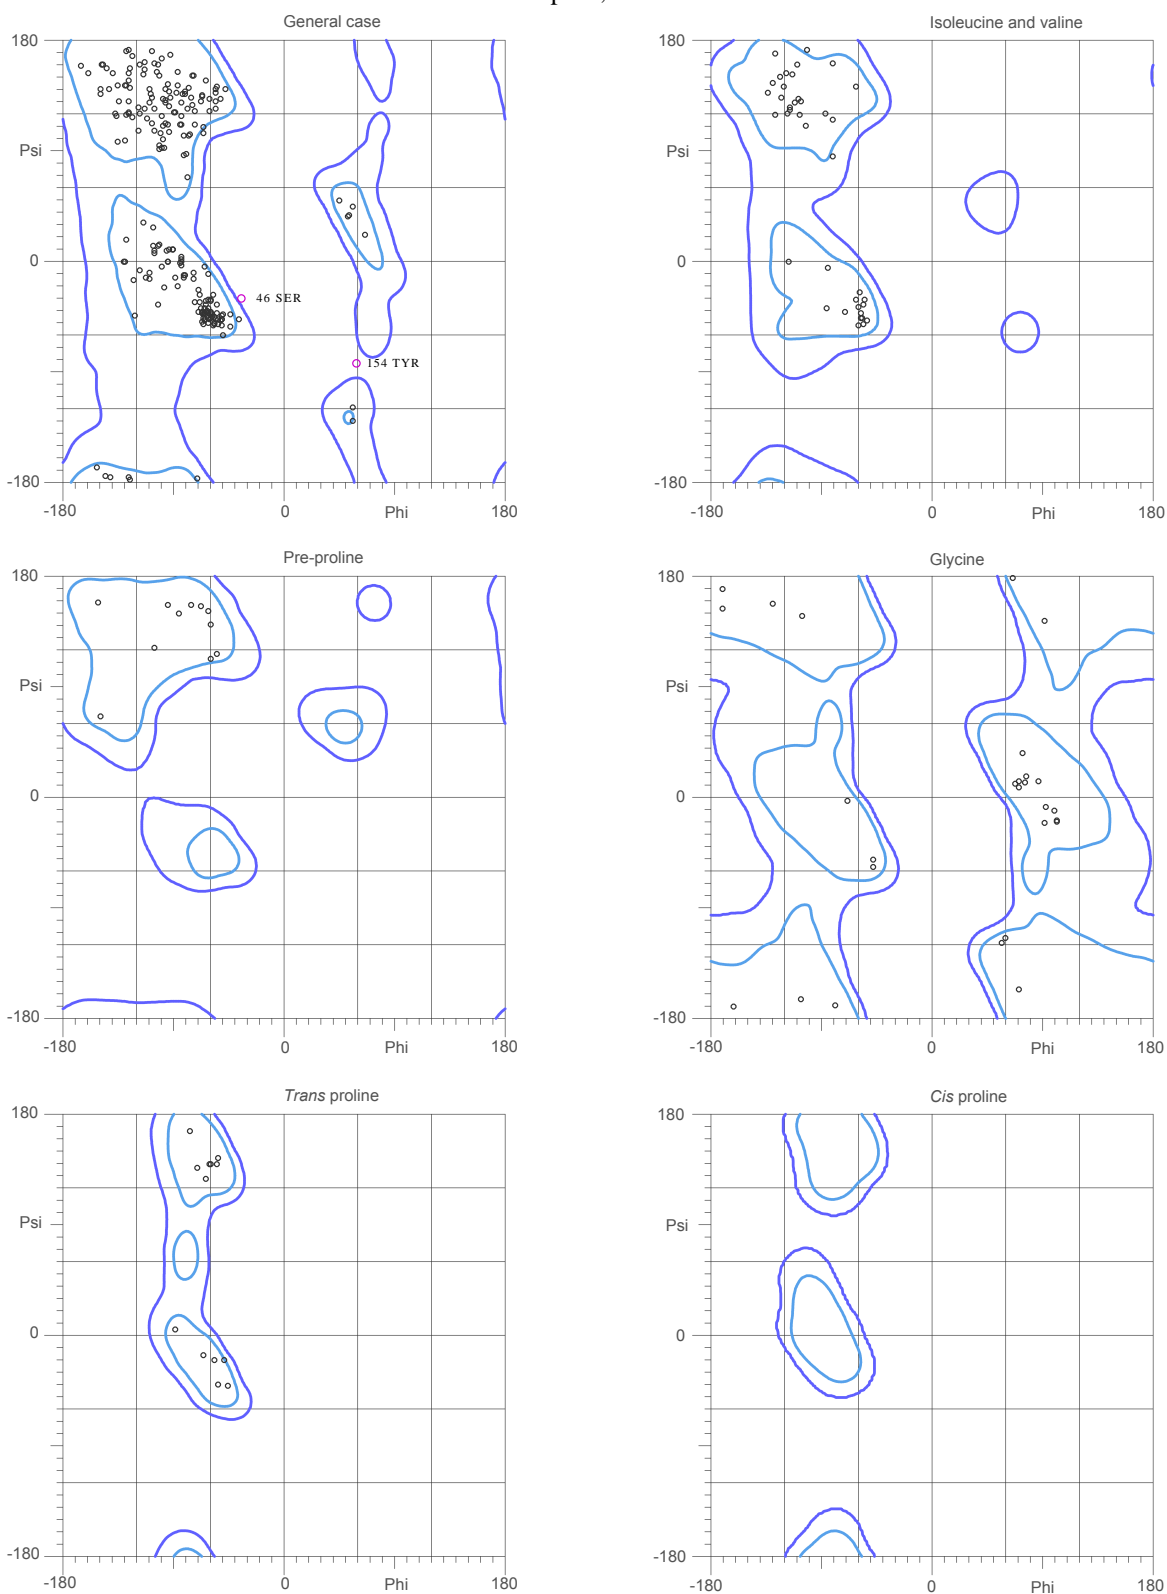 General case
Isoleucine and valine
180
180
Psi
Psi
0
0
46 SER
154 TYR
-180
-180
-180
0
Phi
180
-180
0
Phi
180
Pre-proline
Glycine
180
180
Psi
Psi
0
0
-180
-180
-180
0
Phi
180
-180
0
Phi
180
Trans proline
Cis proline
180
180
Psi
Psi
0
0
-180
-180
-180
0
Phi
180
-180
0
Phi
180